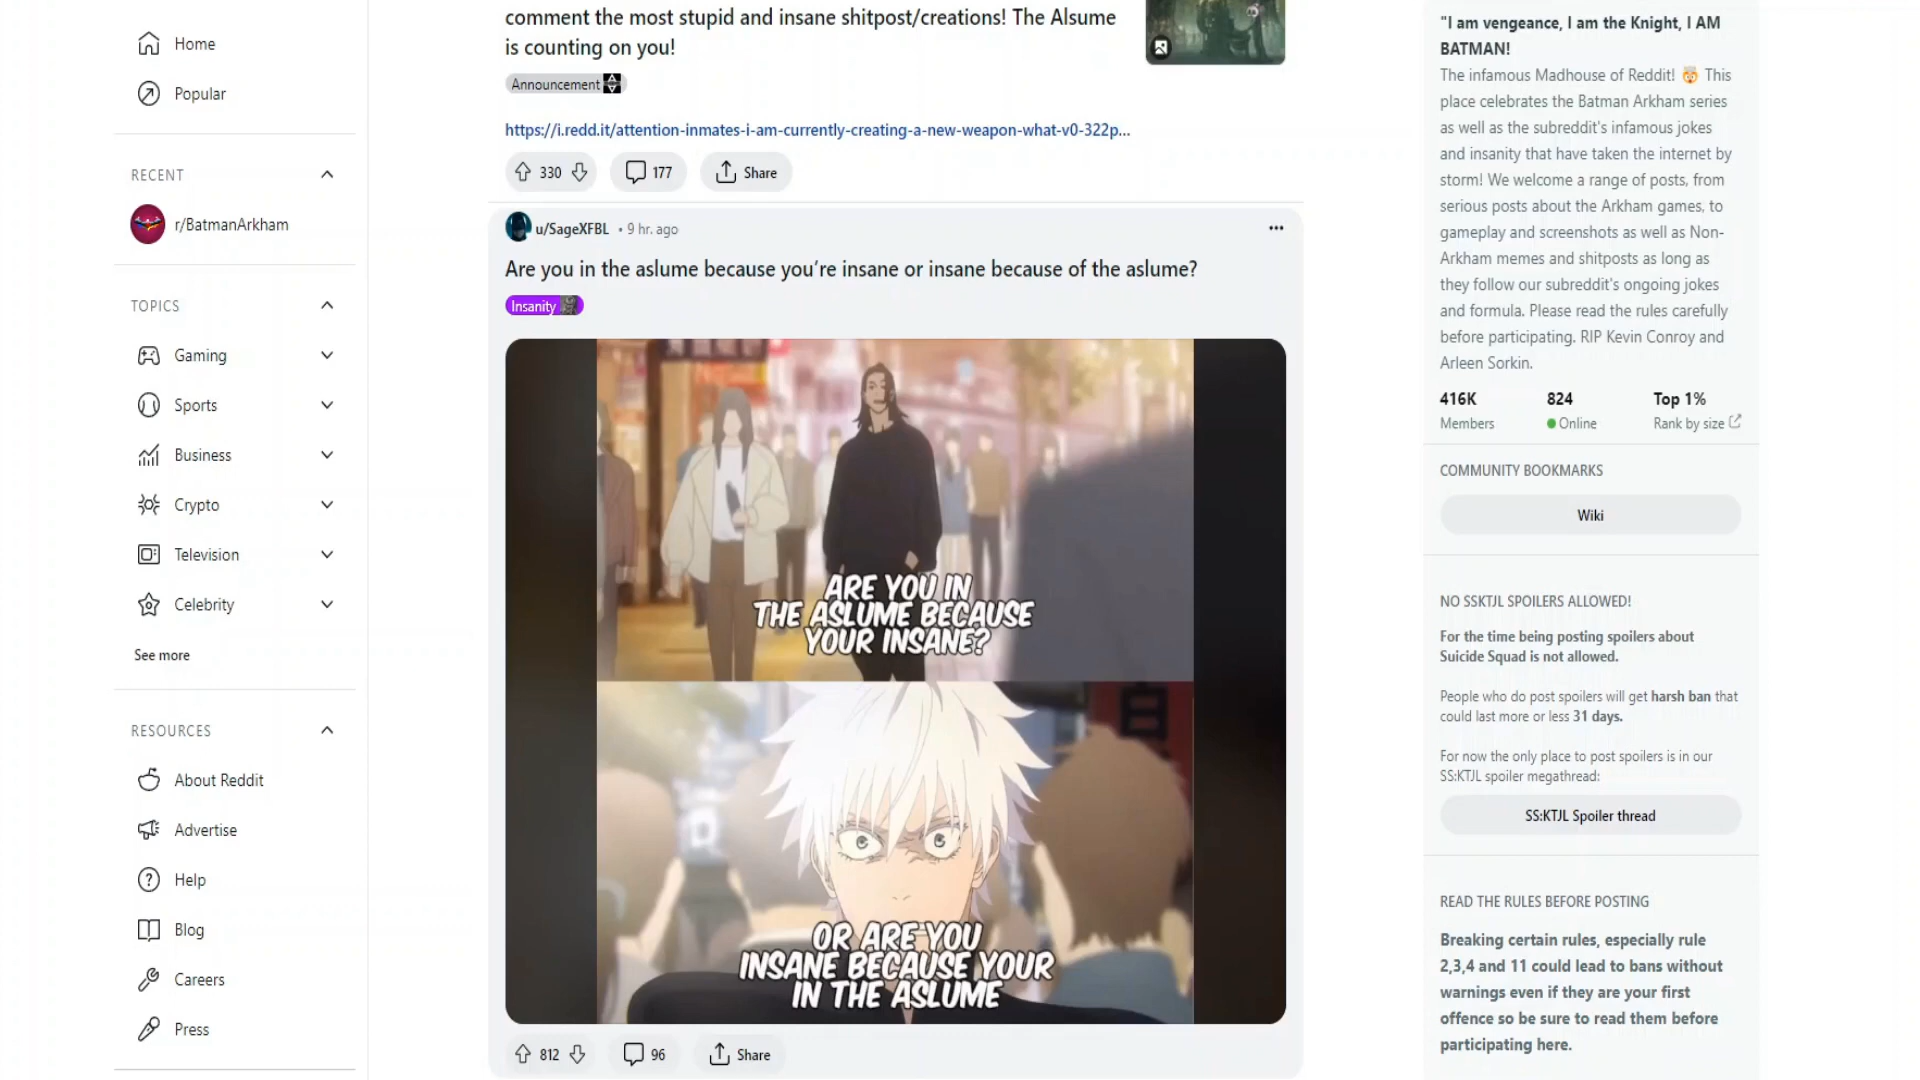 Home
Popular
RECENT
r/BatmanArkham
TOPICS
Gaming
Sports
Business
Crypto
Television
Celebrity
See more
RESOURCES
About Reddit
Advertise
Help
Blog
Careers
Press
comment the most stupid and insane shitpost/creations! The Alsume
is counting on you!
Announcement
https://i.redd.it/attention-inmates-i-am-currently-creating-a-new-weapon-what-v0-322p...
330
177
Share
u/SageXFBL • 9 hr. ago
Are you in the aslume because you’re insane or insane because of the aslume?
Insanity
ARE YOU IN
THE ASLUME BECAUSE
YOUR INSANE?
OR ARE YOU
INSANE BECAUSE YOUR
IN THE ASLUME
812
96
Share
"I am vengeance, I am the Knight, I AM
BATMAN!
The infamous Madhouse of Reddit! 🤯 This
place celebrates the Batman Arkham series
as well as the subreddit's infamous jokes
and insanity that have taken the internet by
storm! We welcome a range of posts, from
serious posts about the Arkham games, to
gameplay and screenshots as well as Non-
Arkham memes and shitposts as long as
they follow our subreddit's ongoing jokes
and formula. Please read the rules carefully
before participating. RIP Kevin Conroy and
Arleen Sorkin.
416K 824 Top 1%
Members Online Rank by size
COMMUNITY BOOKMARKS
Wiki
NO SSKTJL SPOILERS ALLOWED!
For the time being posting spoilers about
Suicide Squad is not allowed.
People who do post spoilers will get harsh ban that
could last more or less 31 days.
For now the only place to post spoilers is in our
SS:KTJL spoiler megathread:
SS:KTJL Spoiler thread
READ THE RULES BEFORE POSTING
Breaking certain rules, especially rule
2,3,4 and 11 could lead to bans without
warnings even if they are your first
offence so be sure to read them before
participating here.